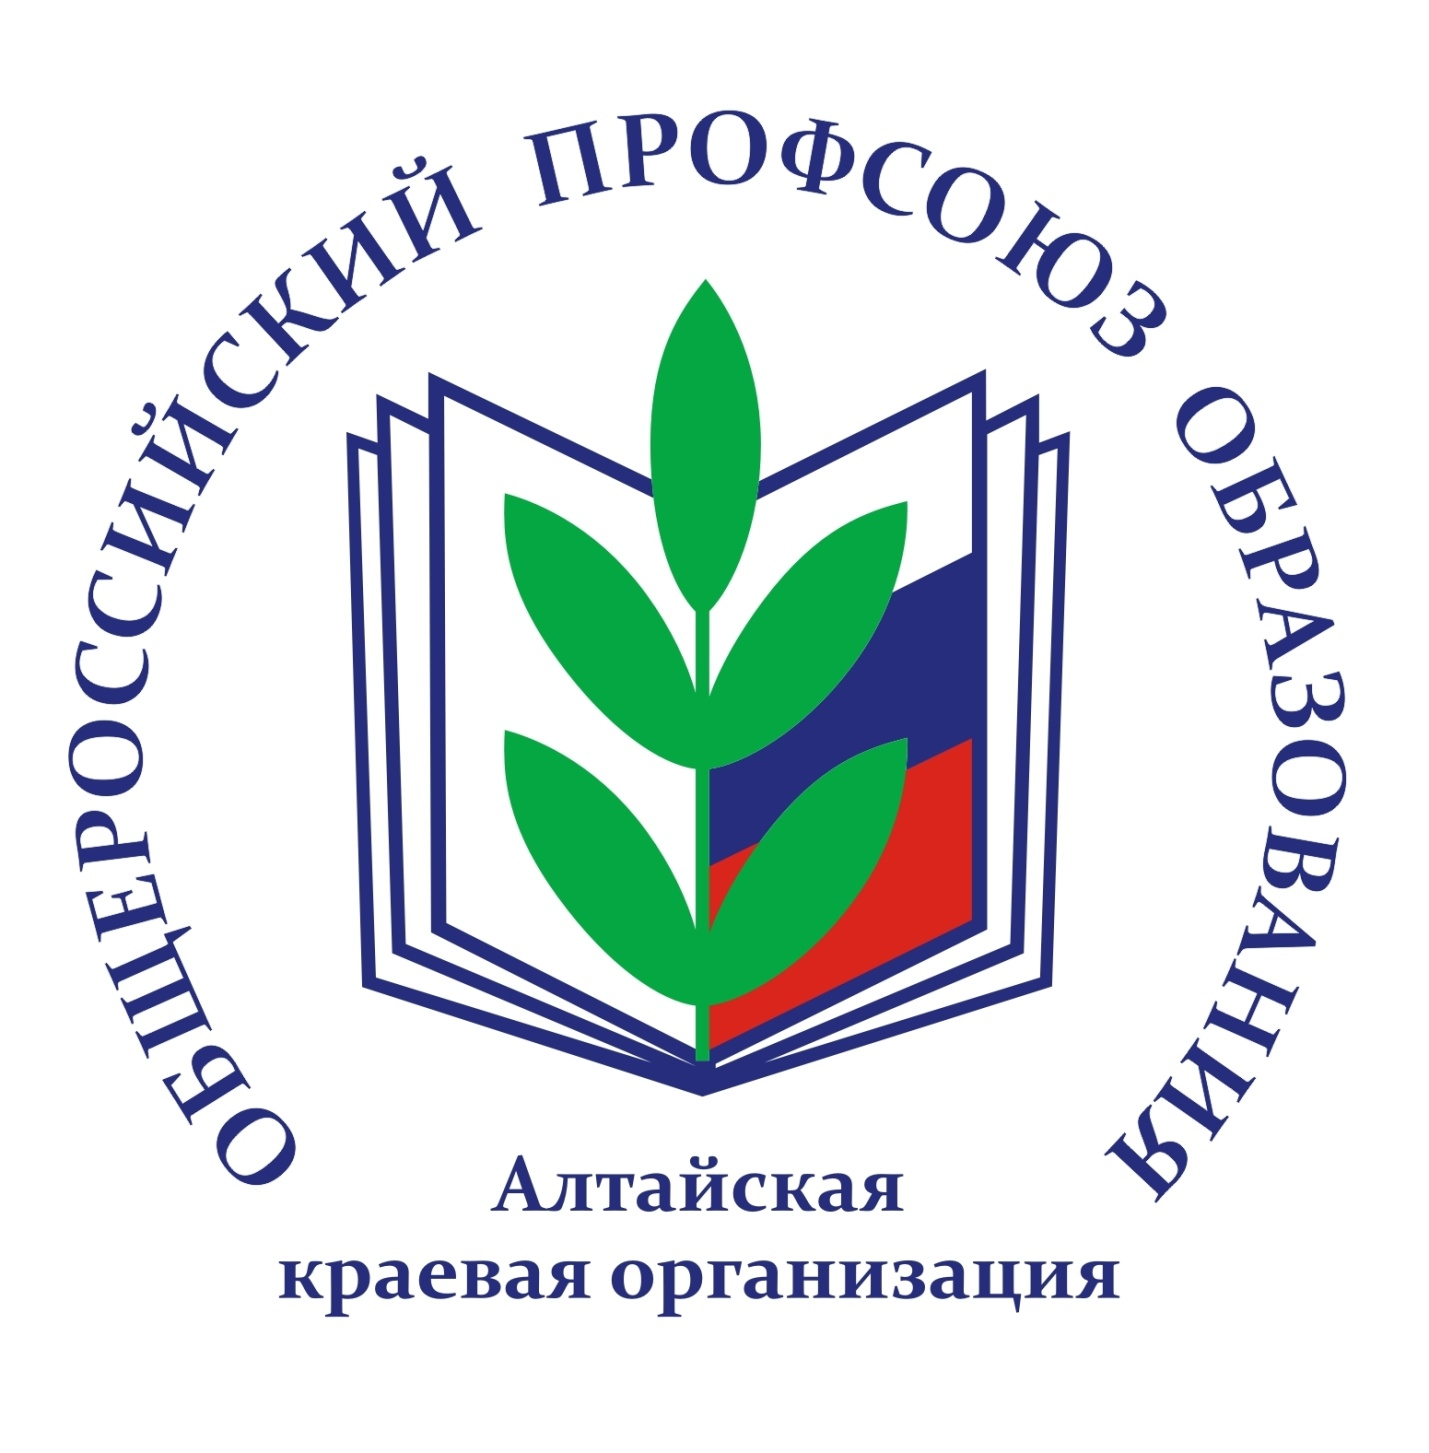 ОБЩЕРОССИЙСКИЙ ПРОФСОЮЗ ОБРАЗОВАНИЯ
Алтайская
краевая организация